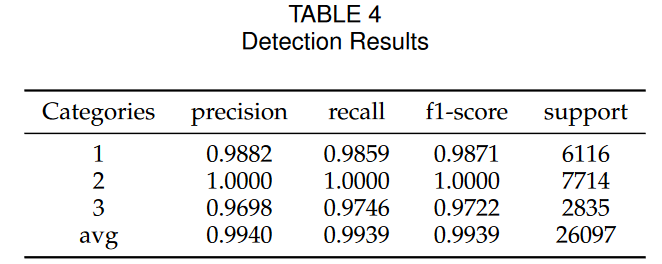 TABLE 4
Detection Results
Categories precision recall f1-score support
1 0.9882 0.9859 0.9871 6116
2 1.0000 1.0000 1.0000 7714
3 0.9698 0.9746 0.9722 2835
avg 0.9940 0.9939 0.9939 26097